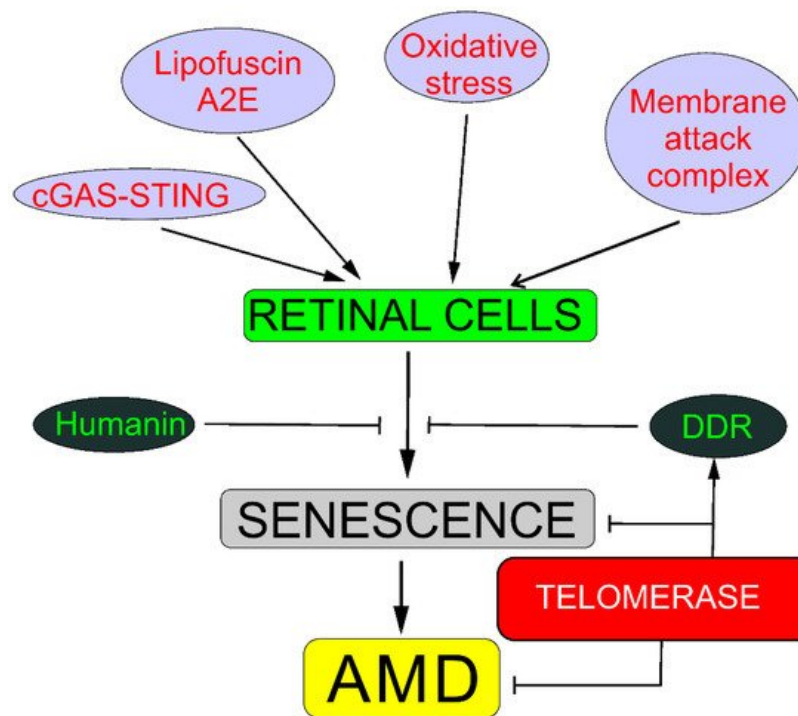 Lipofuscin
A2E
Oxidative
stress
Membrane
attack
complex
cGAS-STING
RETINAL CELLS
Humanin
DDR
SENESCENCE
TELOMERASE
AMD